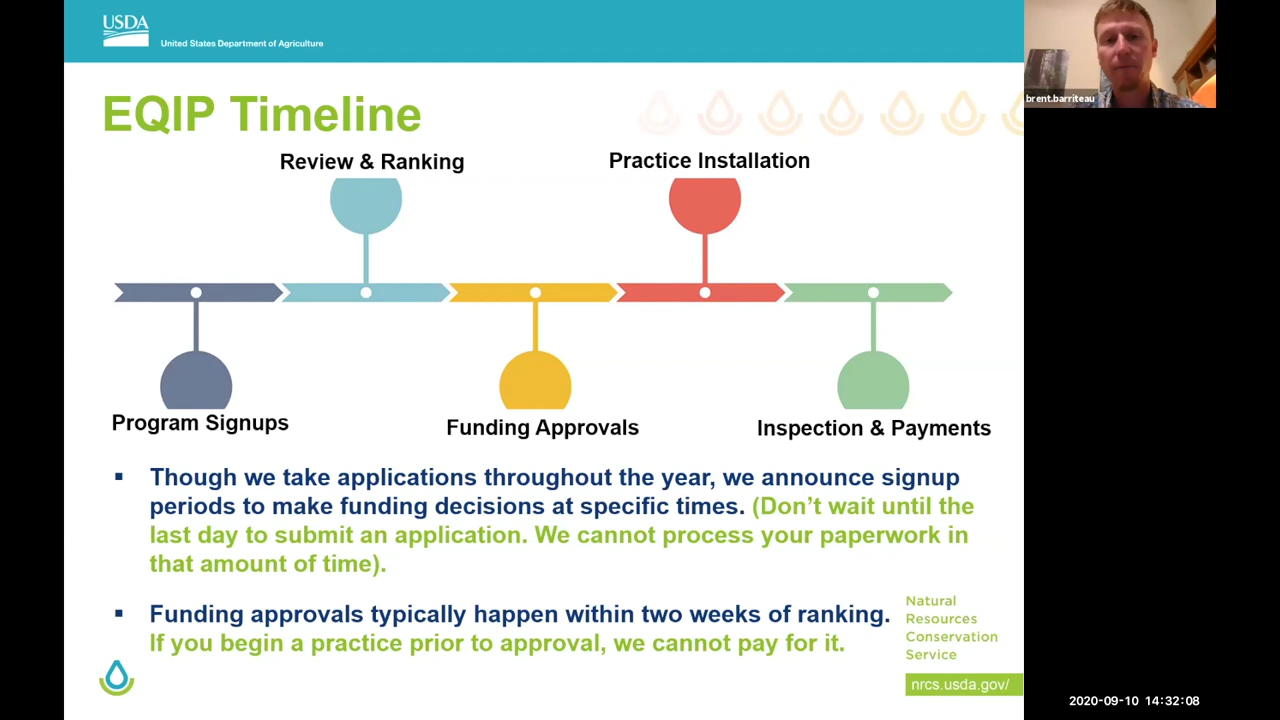 USDA
United States Department of Agriculture
brent.barriteau
EQIP Timeline
Review & Ranking
Practice Installation
Program Signups
Funding Approvals
Inspection & Payments
▪ Though we take applications throughout the year, we announce signup
periods to make funding decisions at specific times. (Don’t wait until the
last day to submit an application. We cannot process your paperwork in
that amount of time).
▪ Funding approvals typically happen within two weeks of ranking.
If you begin a practice prior to approval, we cannot pay for it.
Natural
Resources
Conservation
Service
nrcs.usda.gov/
2020-09-10 14:32:08